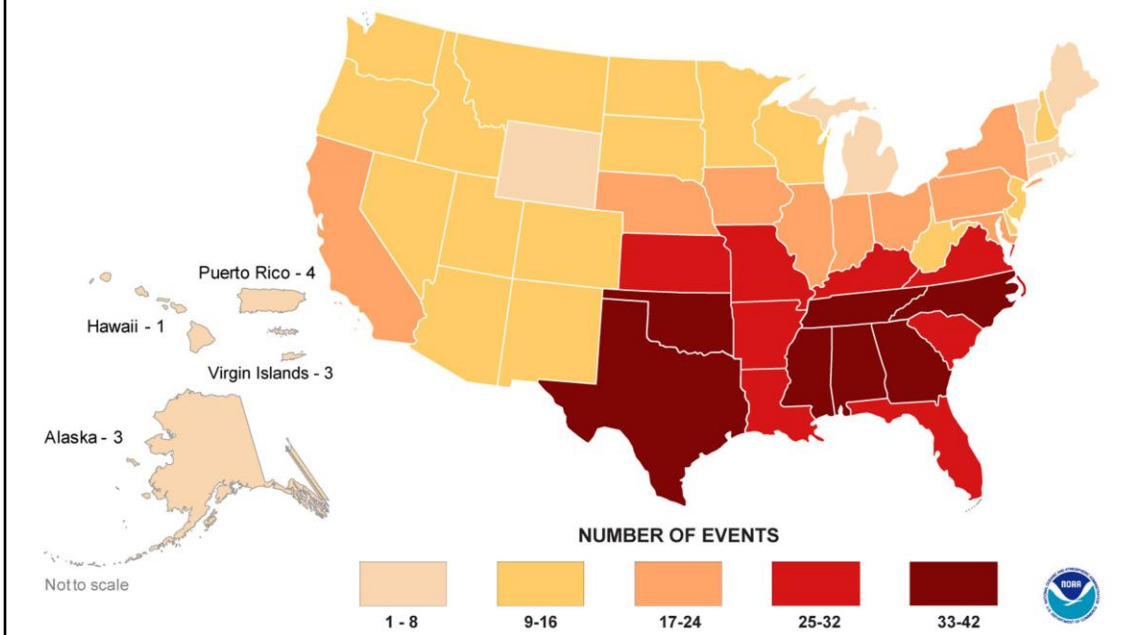 Puerto Rico - 4
Hawaii - 1
Virgin Islands - 3
Alaska - 3
Not to scale
NUMBER OF EVENTS
1 - 8
9-16
17-24
25-32
33-42
NOAA